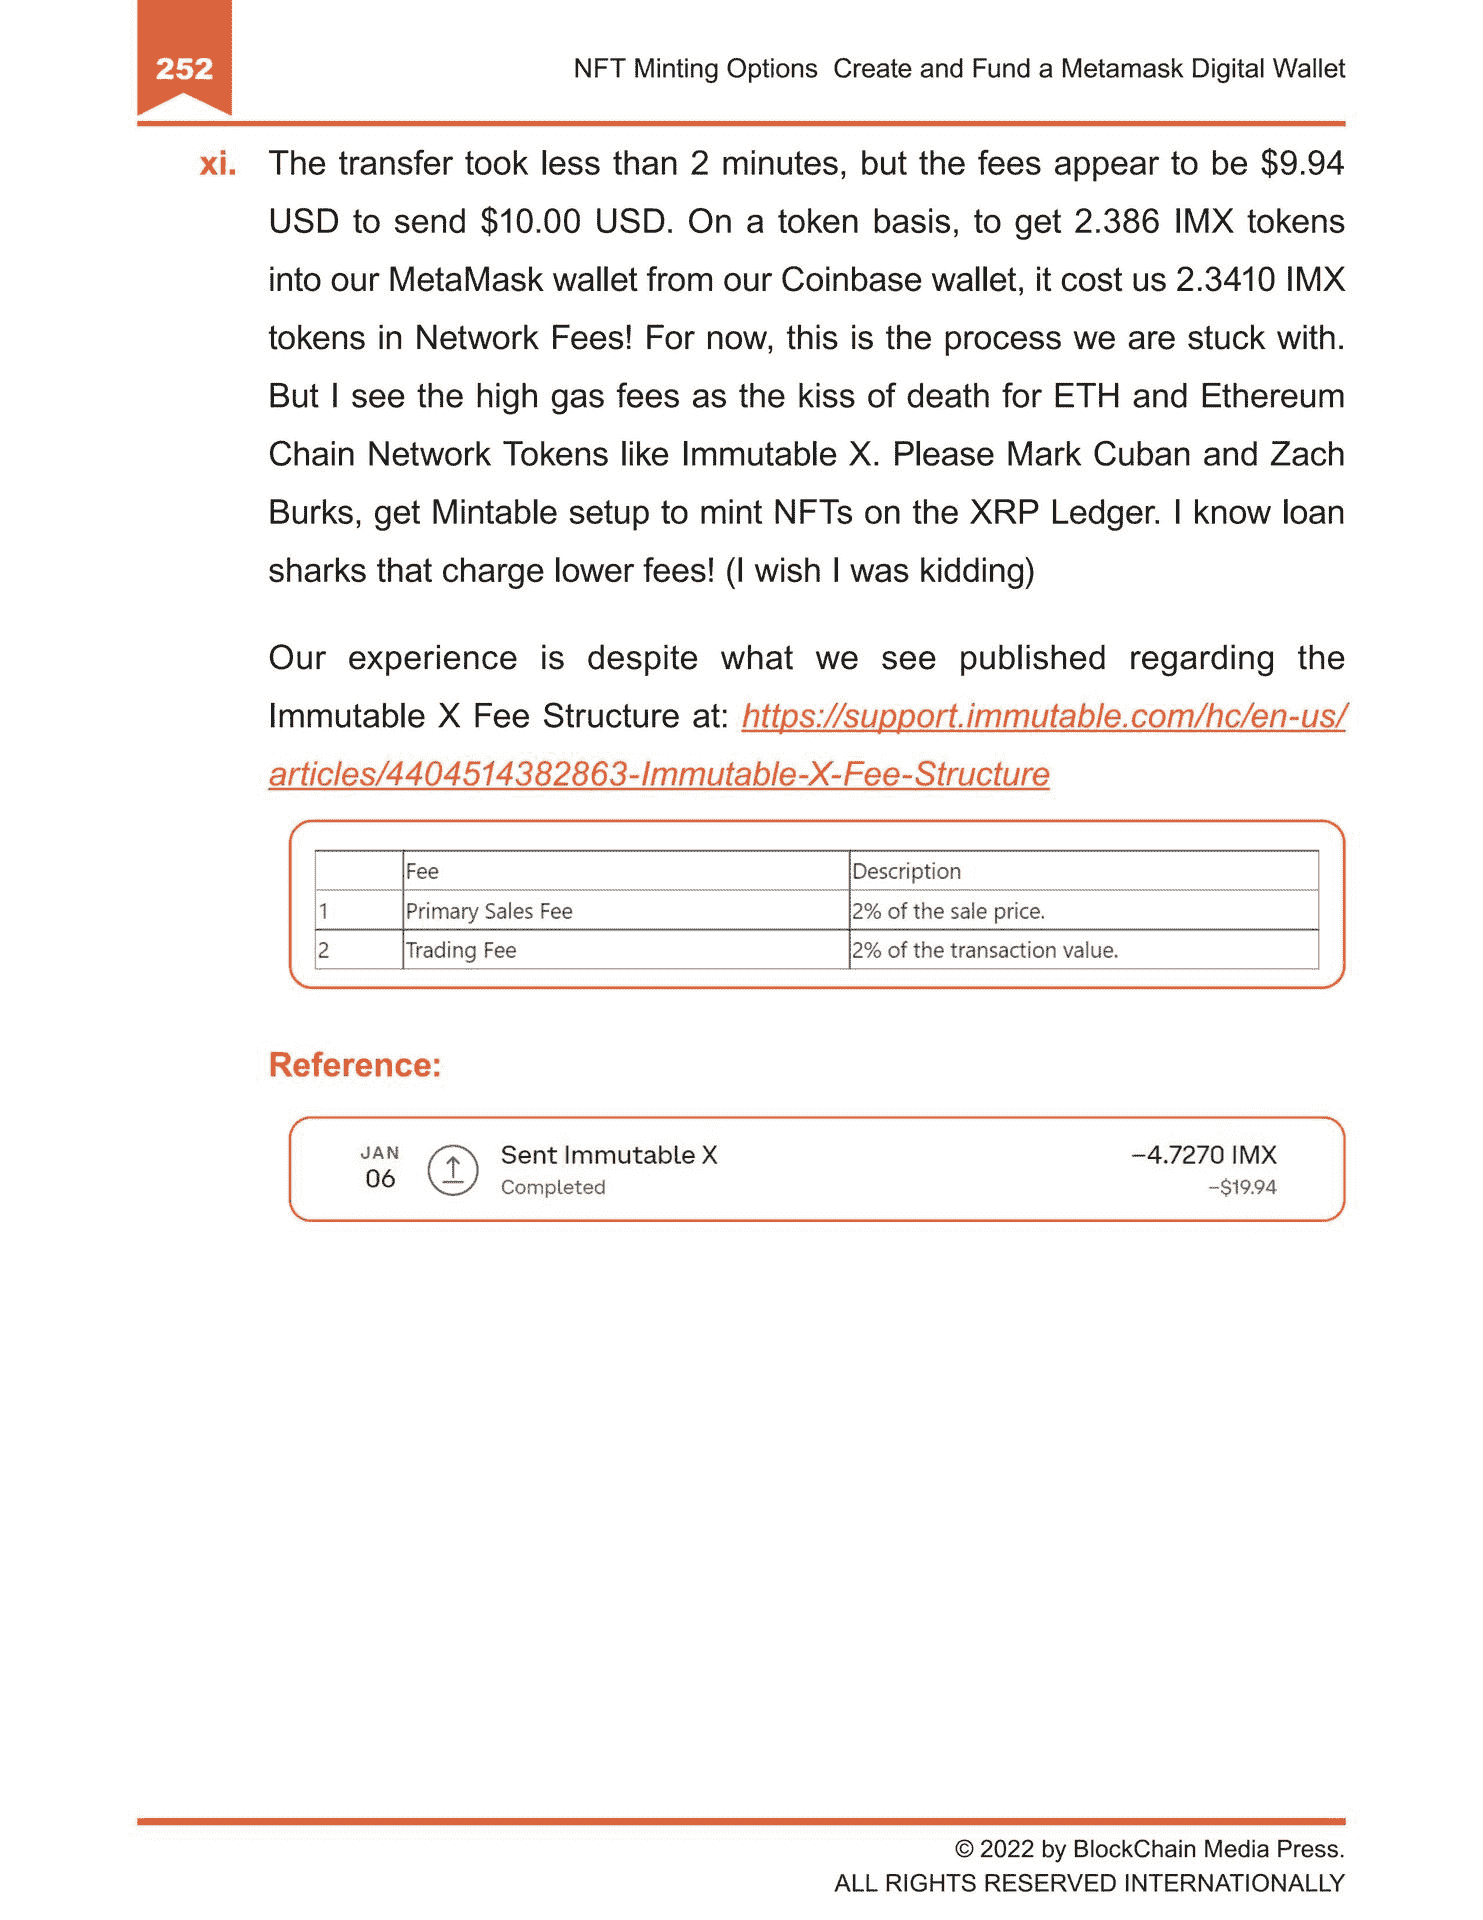 252
NFT Minting Options Create and Fund a Metamask Digital Wallet
xi. The transfer took less than 2 minutes, but the fees appear to be $9.94
USD to send $10.00 USD. On a token basis, to get 2.386 IMX tokens
into our MetaMask wallet from our Coinbase wallet, it cost us 2.3410 IMX
tokens in Network Fees! For now, this is the process we are stuck with.
But I see the high gas fees as the kiss of death for ETH and Ethereum
Chain Network Tokens like Immutable X. Please Mark Cuban and Zach
Burks, get Mintable setup to mint NFTs on the XRP Ledger. I know loan
sharks that charge lower fees! (I wish I was kidding)
Our experience is despite what we see published regarding the
Immutable X Fee Structure at: https://support.immutable.com/hc/en-us/
articles/4404514382863-Immutable-X-Fee-Structure
Fee Description
1 Primary Sales Fee 2% of the sale price.
2 Trading Fee 2% of the transaction value.
Reference:
JAN Sent Immutable X −4.7270 IMX
06 Completed −$19.94
© 2022 by BlockChain Media Press.
ALL RIGHTS RESERVED INTERNATIONALLY